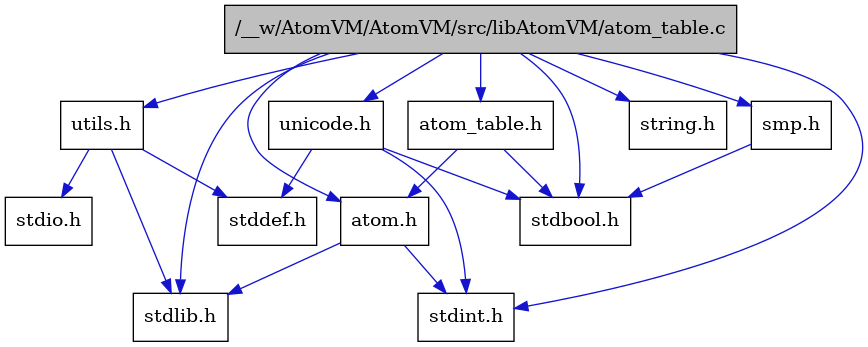 /__w/AtomVM/AtomVM/src/libAtomVM/atom_table.c
utils.h
unicode.h
atom_table.h
string.h
smp.h
stdio.h
stddef.h
atom.h
stdbool.h
stdlib.h
stdint.h